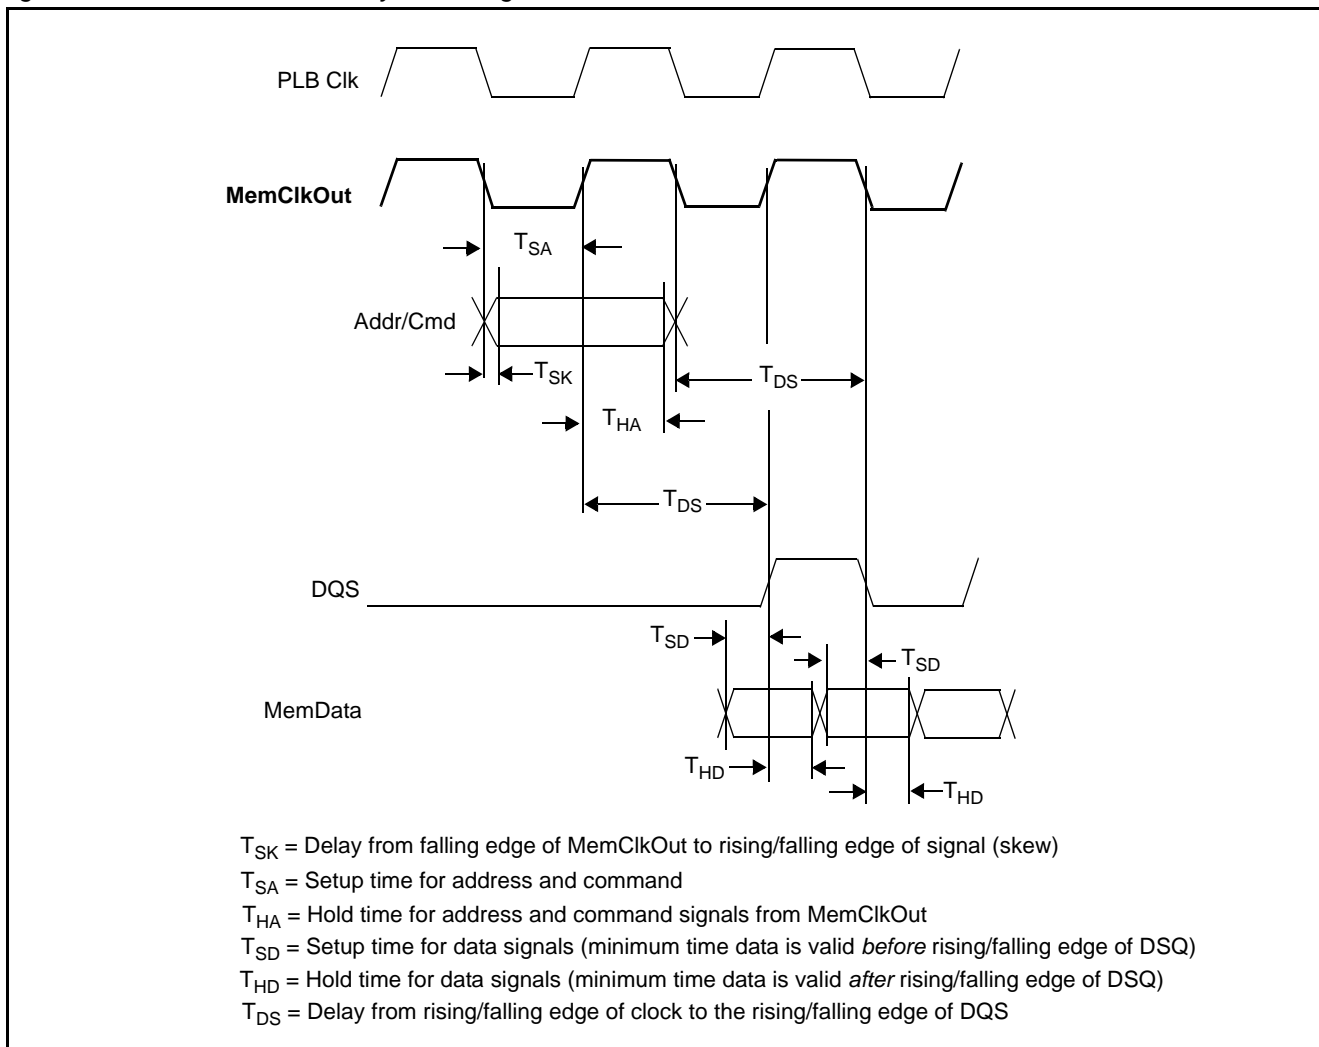 PLB Clk
MemClkOut
TSA
Addr/Cmd
TSK
TDS
THA
TDS
DQS
TSD
TSD
MemData
THD
THD
TSK = Delay from falling edge of MemClkOut to rising/falling edge of signal (skew)
TSA = Setup time for address and command
THA = Hold time for address and command signals from MemClkOut
TSD = Setup time for data signals (minimum time data is valid before rising/falling edge of DSQ)
THD = Hold time for data signals (minimum time data is valid after rising/falling edge of DSQ)
TDS = Delay from rising/falling edge of clock to the rising/falling edge of DQS